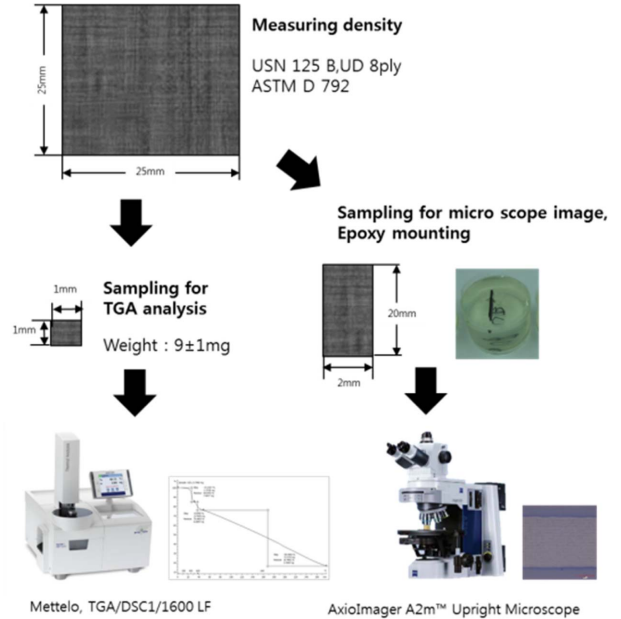 Measuring density
USN 125 B,UD 8ply
ASTM D 792
25mm
25mm
Sampling for micro scope image,
Epoxy mounting
1mm
1mm
Sampling for
TGA analysis
Weight : 9±1mg
20mm
2mm
Mettelo, TGA/DSC1/1600 LF
AxioImager A2m™ Upright Microscope